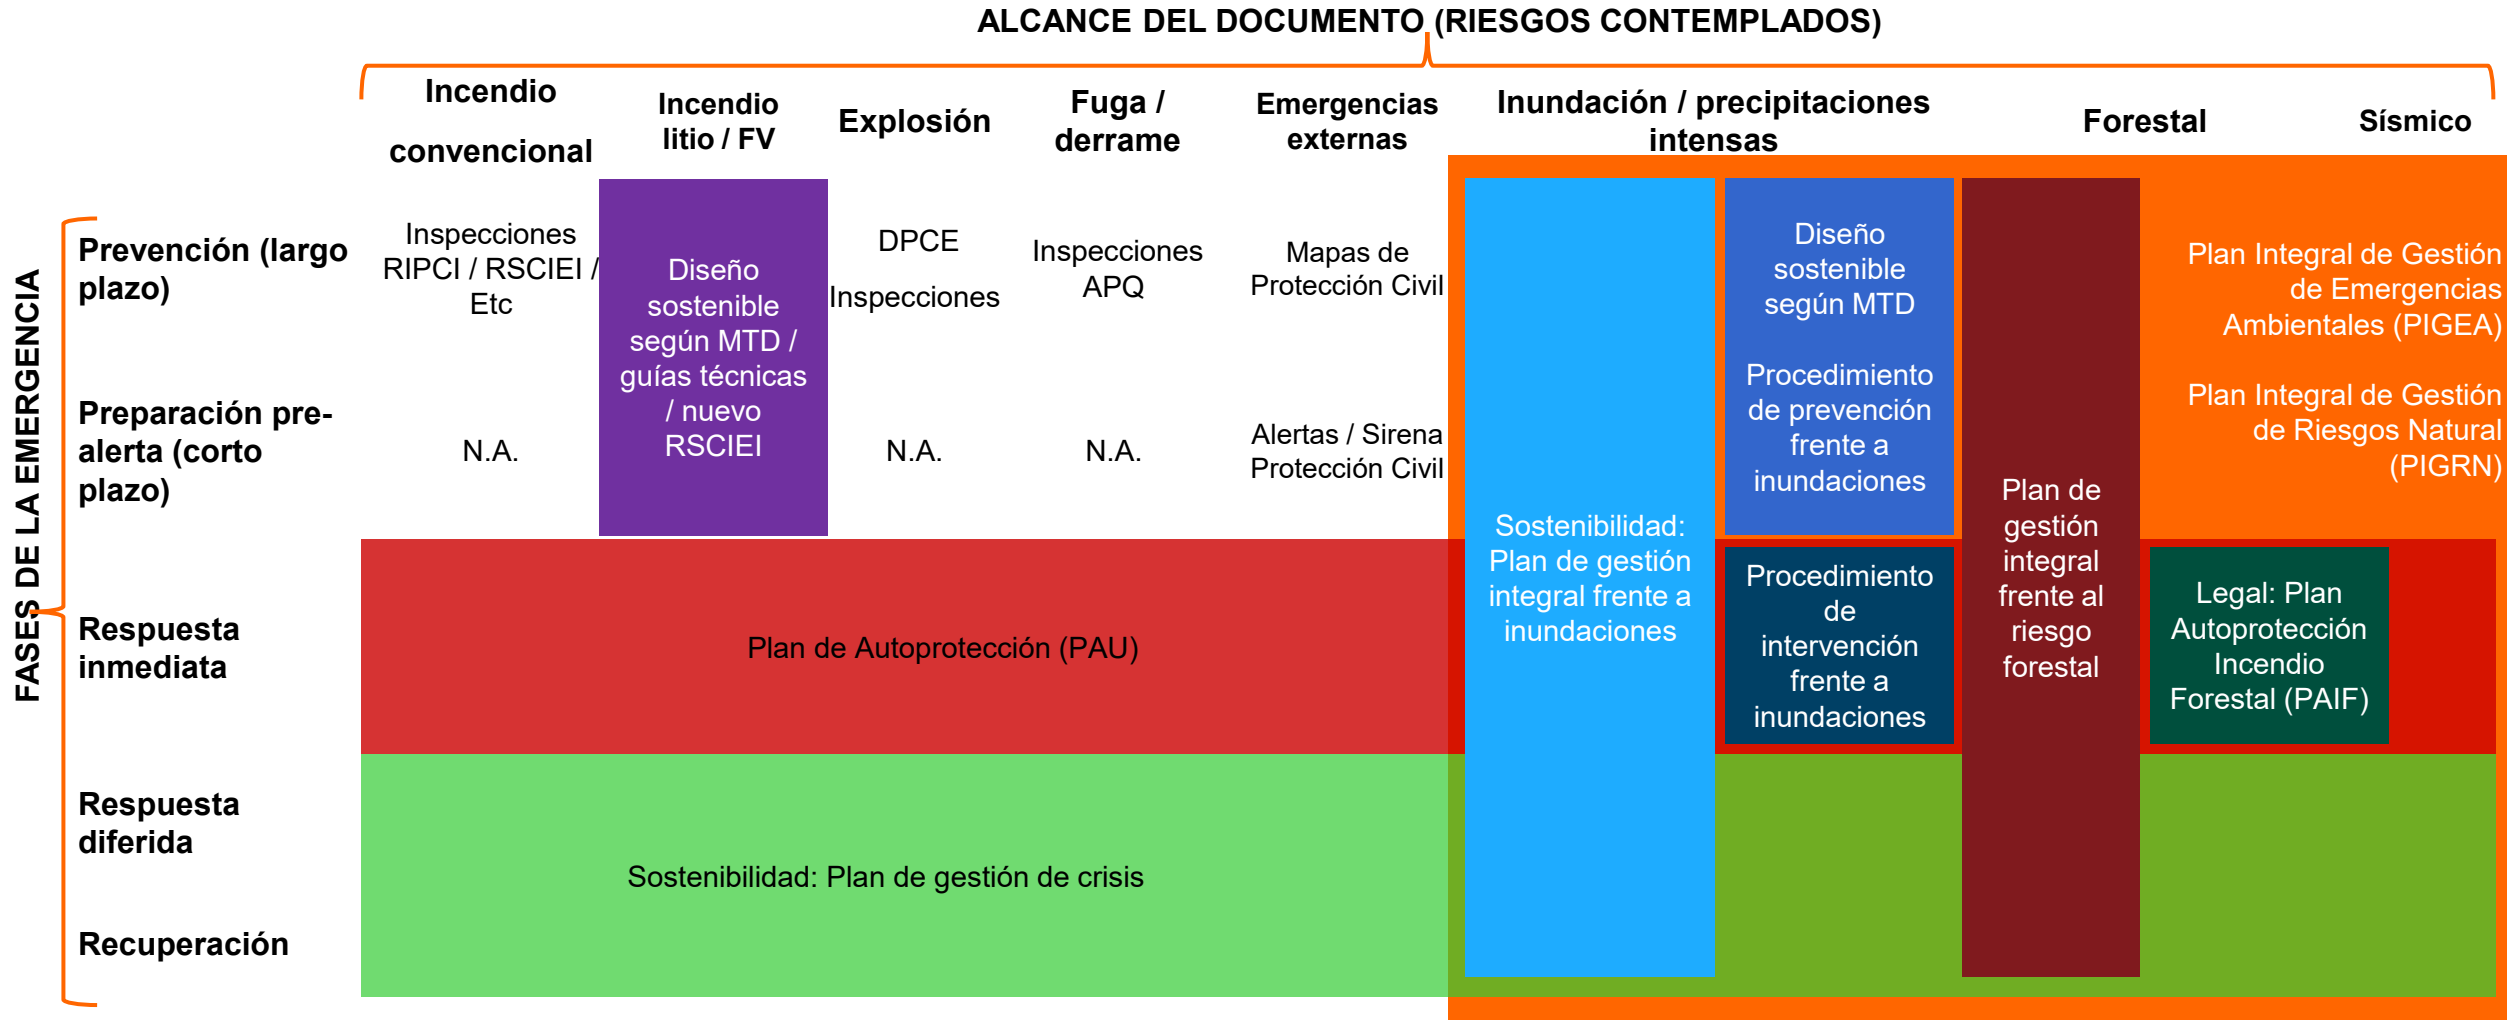 ALCANCE DEL DOCUMENTO (RIESGOS CONTEMPLADOS)
Incendio
convencional
Incendio
litio / FV
Explosión
Fuga /
derrame
Emergencias
externas
Inundación / precipitaciones
intensas
Forestal
Sísmico
FASES DE LA EMERGENCIA
Prevención (largo
plazo)
Inspecciones
RIPCI / RSCIEI /
Etc
Diseño
sostenible
según MTD /
guías técnicas
/ nuevo
RSCIEI
DPCE
Inspecciones
Inspecciones
APQ
Mapas de
Protección Civil
Sostenibilidad:
Plan de gestión
integral frente a
inundaciones
Diseño
sostenible
según MTD
Procedimiento
de prevención
frente a
inundaciones
Plan de
gestión
integral
frente al
riesgo
forestal
Plan Integral de Gestión
de Emergencias
Ambientales (PIGEA)
Plan Integral de Gestión
de Riesgos Natural
(PIGRN)
Preparación pre-
alerta (corto
plazo)
N.A.
N.A.
N.A.
Alertas / Sirena
Protección Civil
Respuesta
inmediata
Plan de Autoprotección (PAU)
Procedimiento
de
intervención
frente a
inundaciones
Legal: Plan
Autoprotección
Incendio
Forestal (PAIF)
Respuesta
diferida
Sostenibilidad: Plan de gestión de crisis
Recuperación